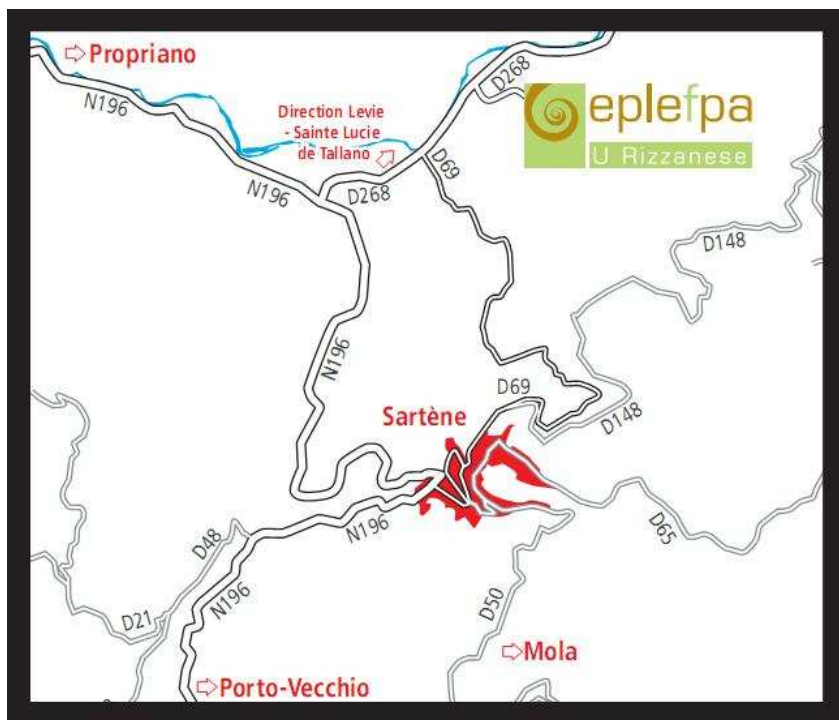 Propriano
N196
D268
eplefpa
U Rizzanese
Direction Levie
- Sainte Lucie
de Tallano
N196
D268
D69
D148
N196
D69
D148
Sartène
N196
D65
D48
N196
D21
D50
Mola
Porto-Vecchio